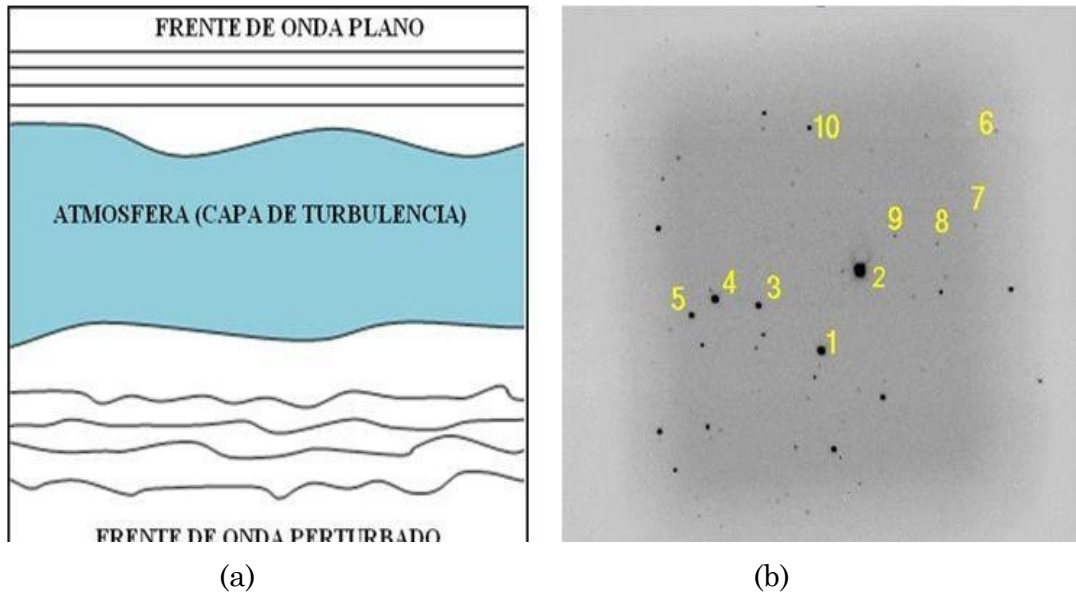 FRENTE DE ONDA PLANO
ATMOSFERA (CAPA DE TURBULENCIA)
FRENTE DE ONDA PERTURBADO
(a)
10
6
7
9
8
2
4
3
5
1
(b)